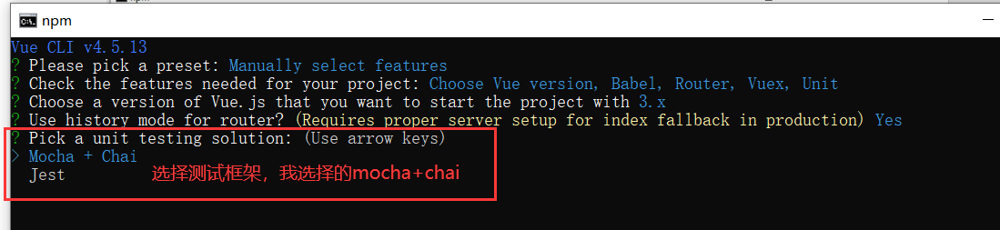 npm
npm
Vue CLI v4.5.13
? Please pick a preset: Manually select features
? Check the features needed for your project: Choose Vue version, Babel, Router, Vuex, Unit
? Choose a version of Vue.js that you want to start the project with 3.x
? Use history mode for router? (Requires proper server setup for index fallback in production) Yes
? Pick a unit testing solution: (Use arrow keys)
> Mocha + Chai
Jest 选择测试框架，我选择的mocha+chai